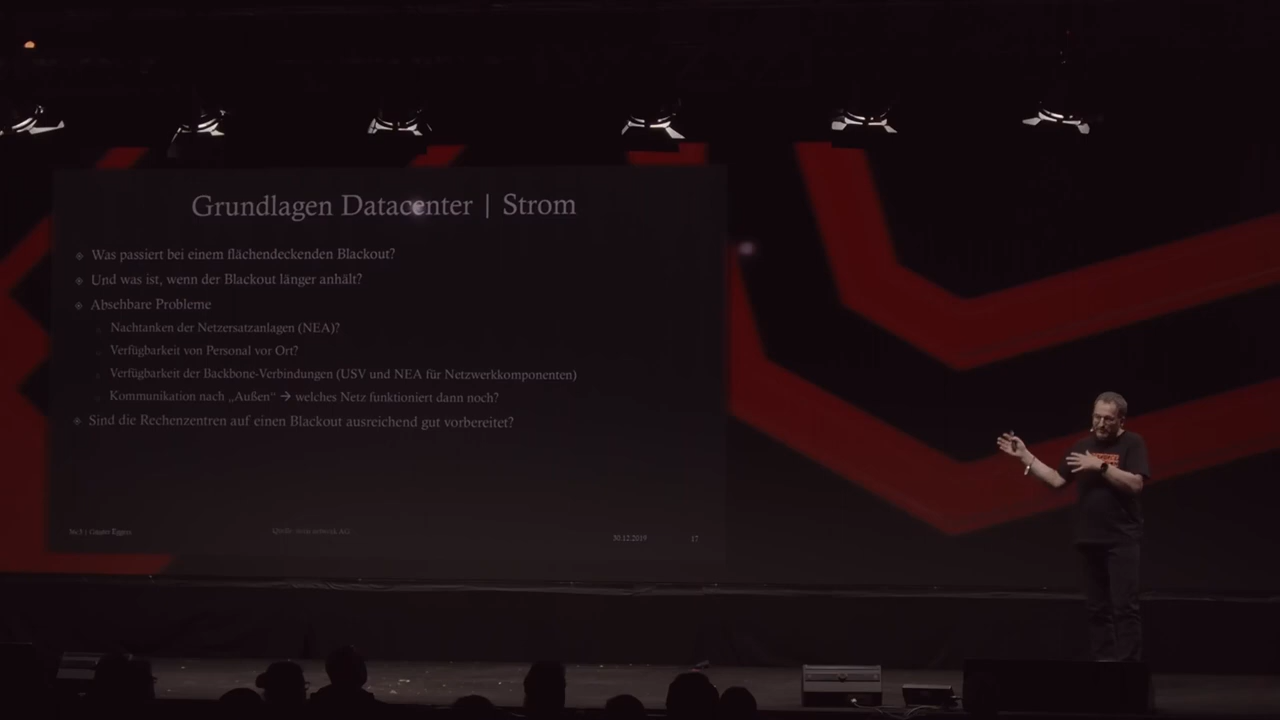 Grundlagen Datacenter | Strom
Was passiert bei einem flächendeckenden Blackout?
Und was ist, wenn der Blackout länger anhält?
Absehbare Probleme
Nachtanken der Netzersatzanlagen (NEA)?
Verfügbarkeit von Personal vor Ort?
Verfügbarkeit der Backbone-Verbindungen (USV und NEA für Netzwerkkomponenten)
Kommunikation nach „Außen“ → welches Netz funktioniert dann noch?
Sind die Rechenzentren auf einen Blackout ausreichend gut vorbereitet?
36c3 |
30.12.2019
17